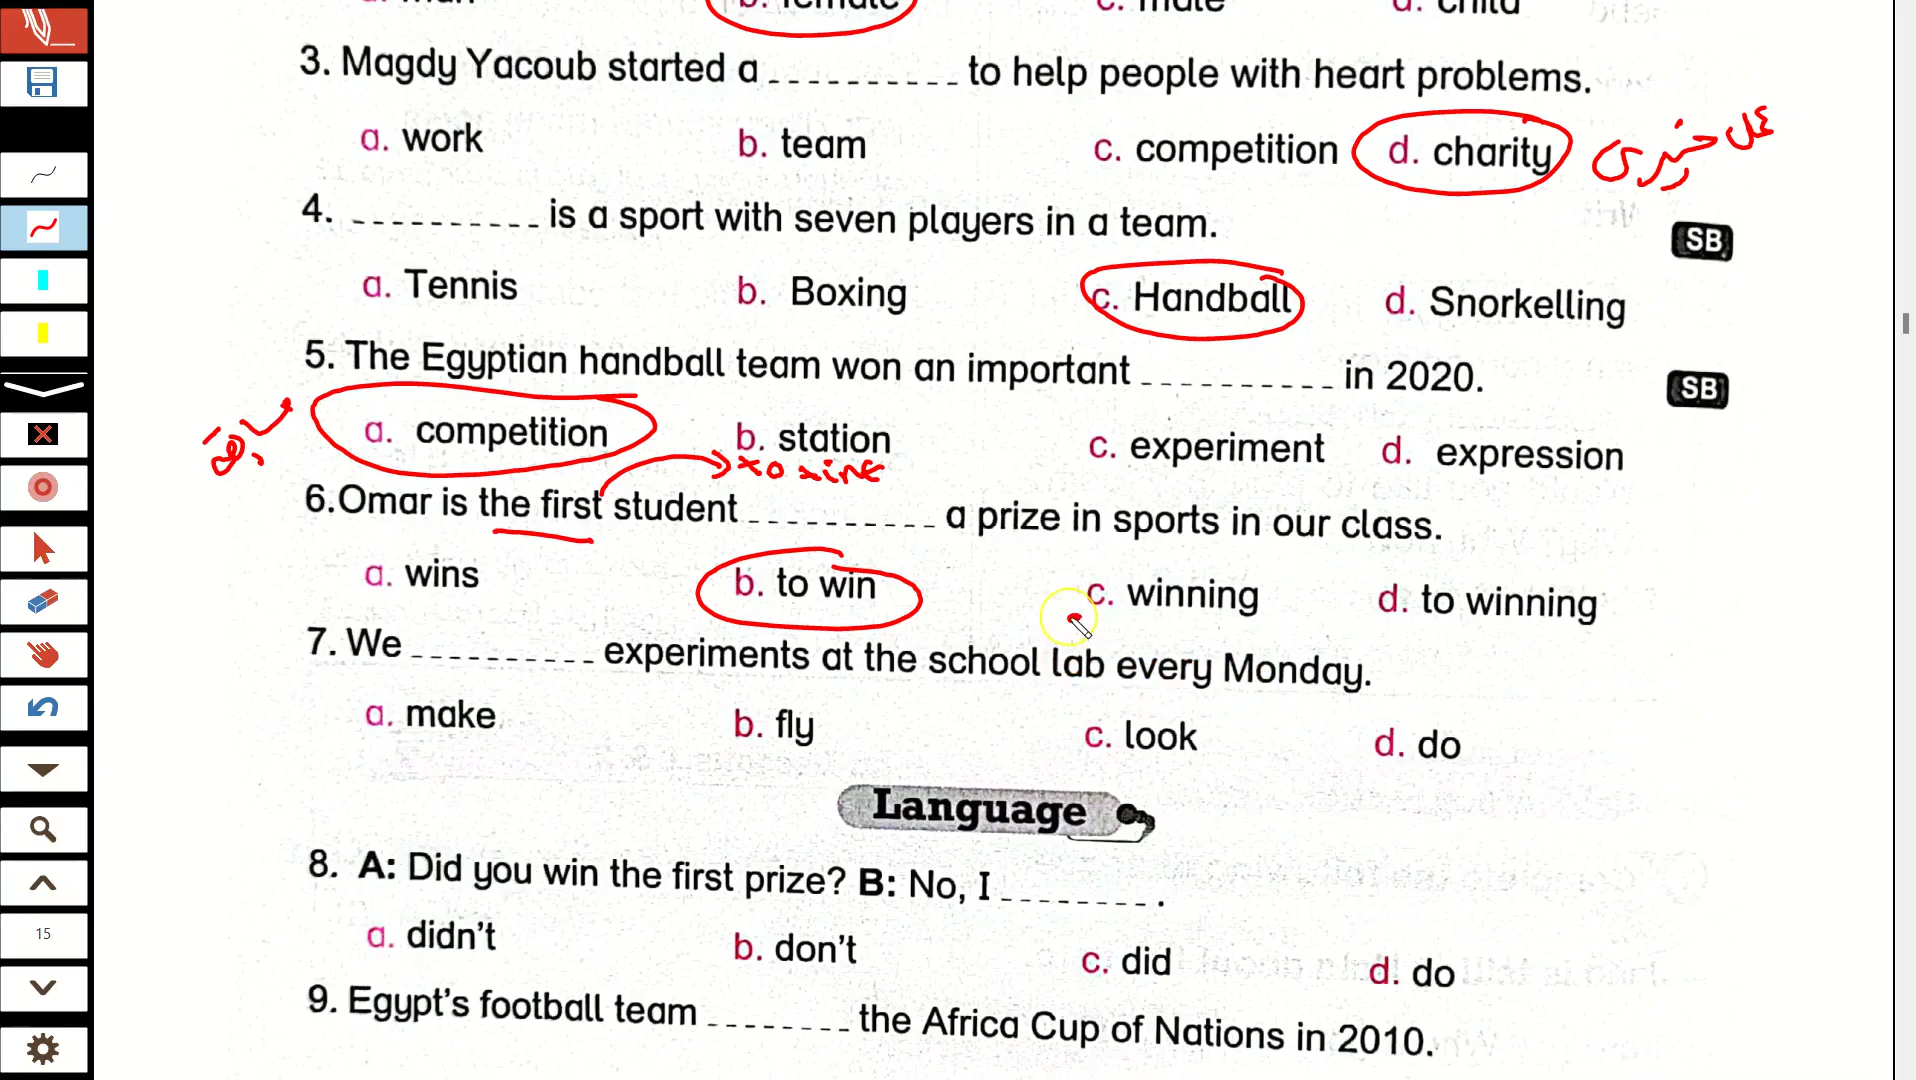 b. female c. male d. child
3. Magdy Yacoub started a __________ to help people with heart problems.
a. work b. team c. competition d. charity عمل خيري
4. __________ is a sport with seven players in a team. SB
a. Tennis b. Boxing c. Handball d. Snorkelling
5. The Egyptian handball team won an important __________ in 2020. SB
a. competition b. station c. experiment d. expression
6.Omar is the first student __________ a prize in sports in our class.
a. wins b. to win c. winning d. to winning
7. We __________ experiments at the school lab every Monday.
a. make b. fly c. look d. do
Language
8. A: Did you win the first prize? B: No, I ________ .
a. didn't b. don't c. did d. do
15
9. Egypt's football team ________ the Africa Cup of Nations in 2010.